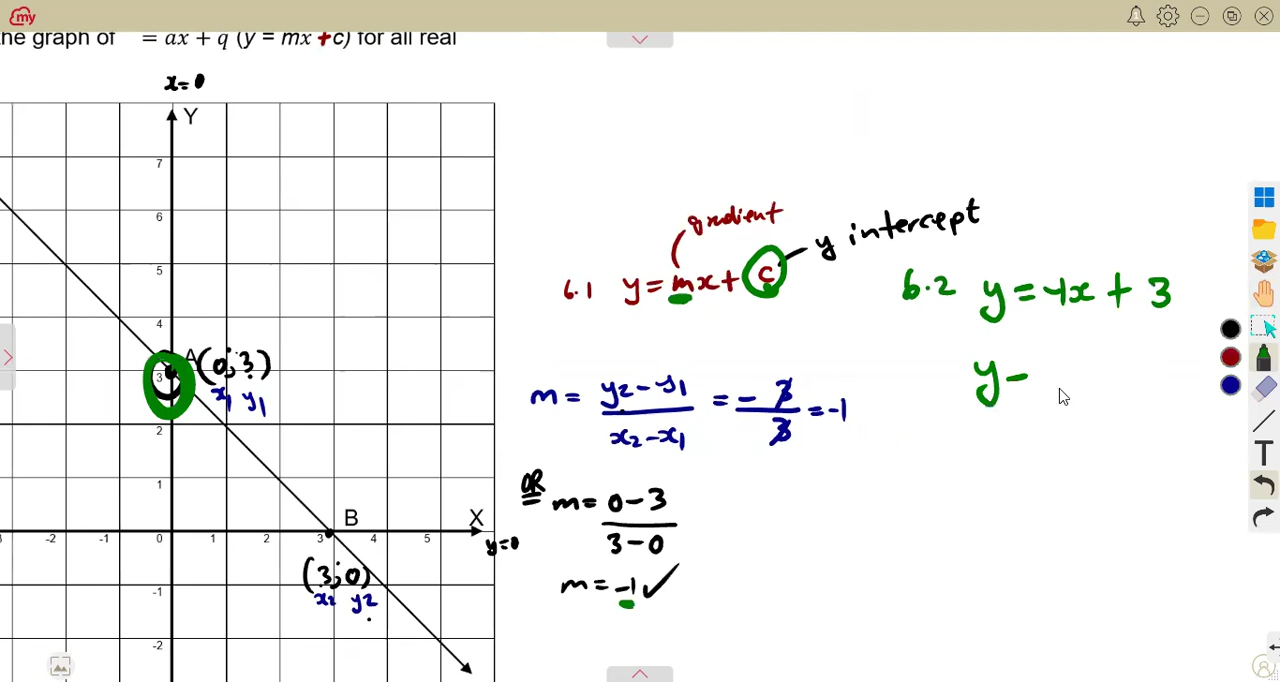 my
he graph of = ax + q (y = mx +c) for all real
x=0
Y
7
6
5
4
A (0;3)
3
x1 y1
2
1
B
X
-2 -1 0 1 2 3 4 5
y=0
(3;0)
x2 y2
-1
-2
gradient
y intercept
6.1 y = mx + c
m = y2 - y1 / x2 - x1 = - 3 / 3 = -1
OR
m = 0 - 3 / 3 - 0
m = -1 ✓
6.2 y = -1x + 3
y -
T